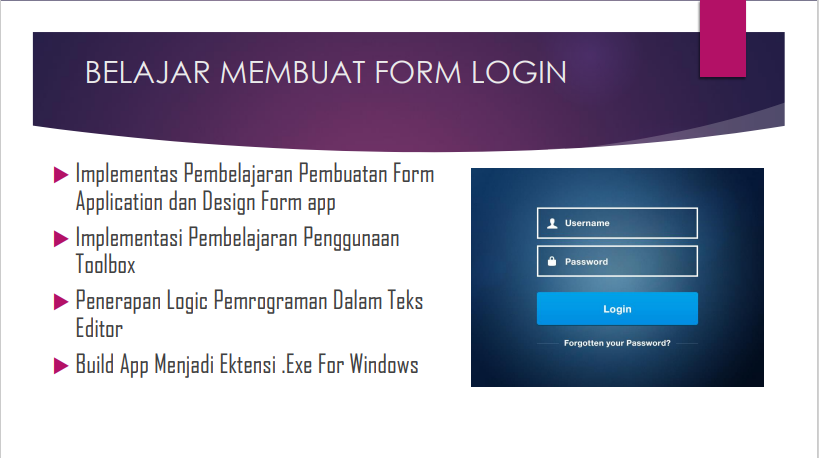 BELAJAR MEMBUAT FORM LOGIN
Implementas Pembelajaran Pembuatan Form
Application dan Design Form app
Implementasi Pembelajaran Penggunaan
Toolbox
Penerapan Logic Pemrograman Dalam Teks
Editor
Build App Menjadi Ektensi .Exe For Windows
Username
Password
Login
Forgotten your Password?